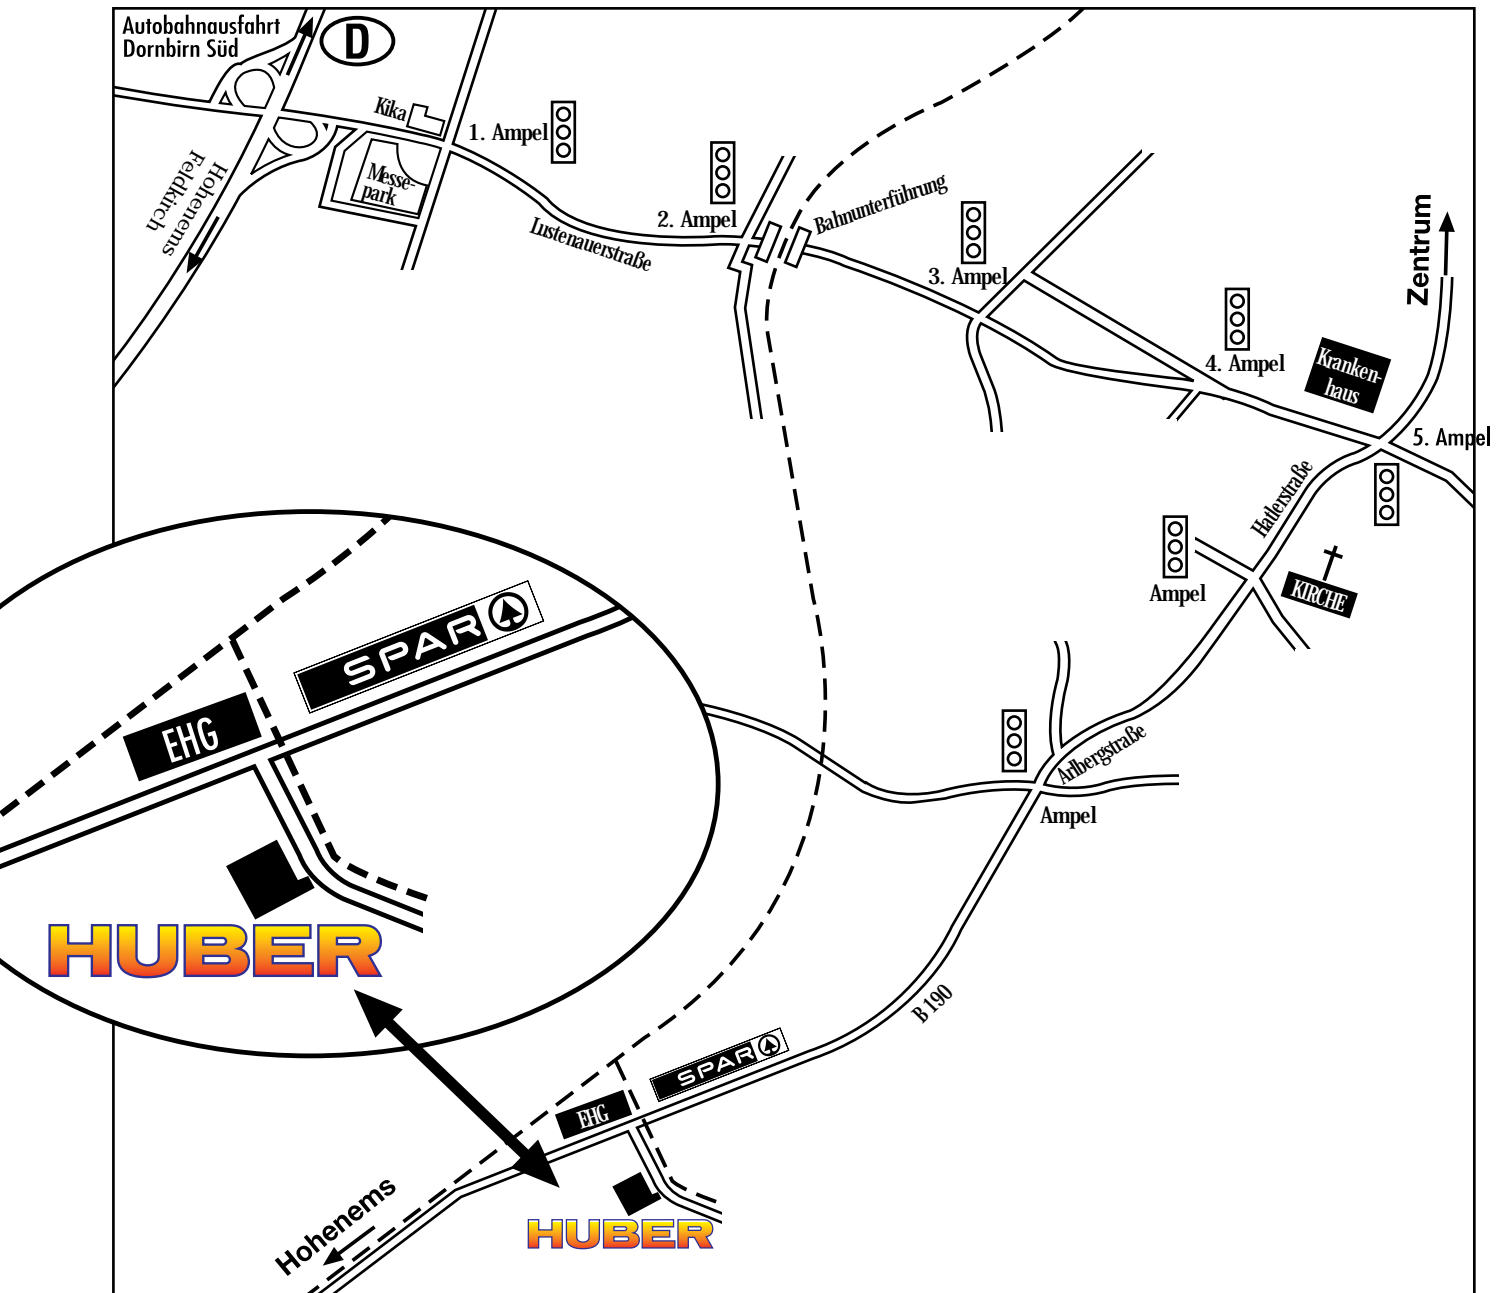 Autobahnausfahrt
Dornbirn Süd
D
Kika
1. Ampel
Messe-
park
Hohenems
Feldkirch
2. Ampel
Lustenauerstraße
Bahnunterführung
3. Ampel
Zentrum
4. Ampel
Kranken-
haus
5. Ampel
Hatlerstraße
Ampel
KIRCHE
SPAR
EHG
Arlbergstraße
Ampel
HUBER
B 190
SPAR
EHG
Hohenems
HUBER